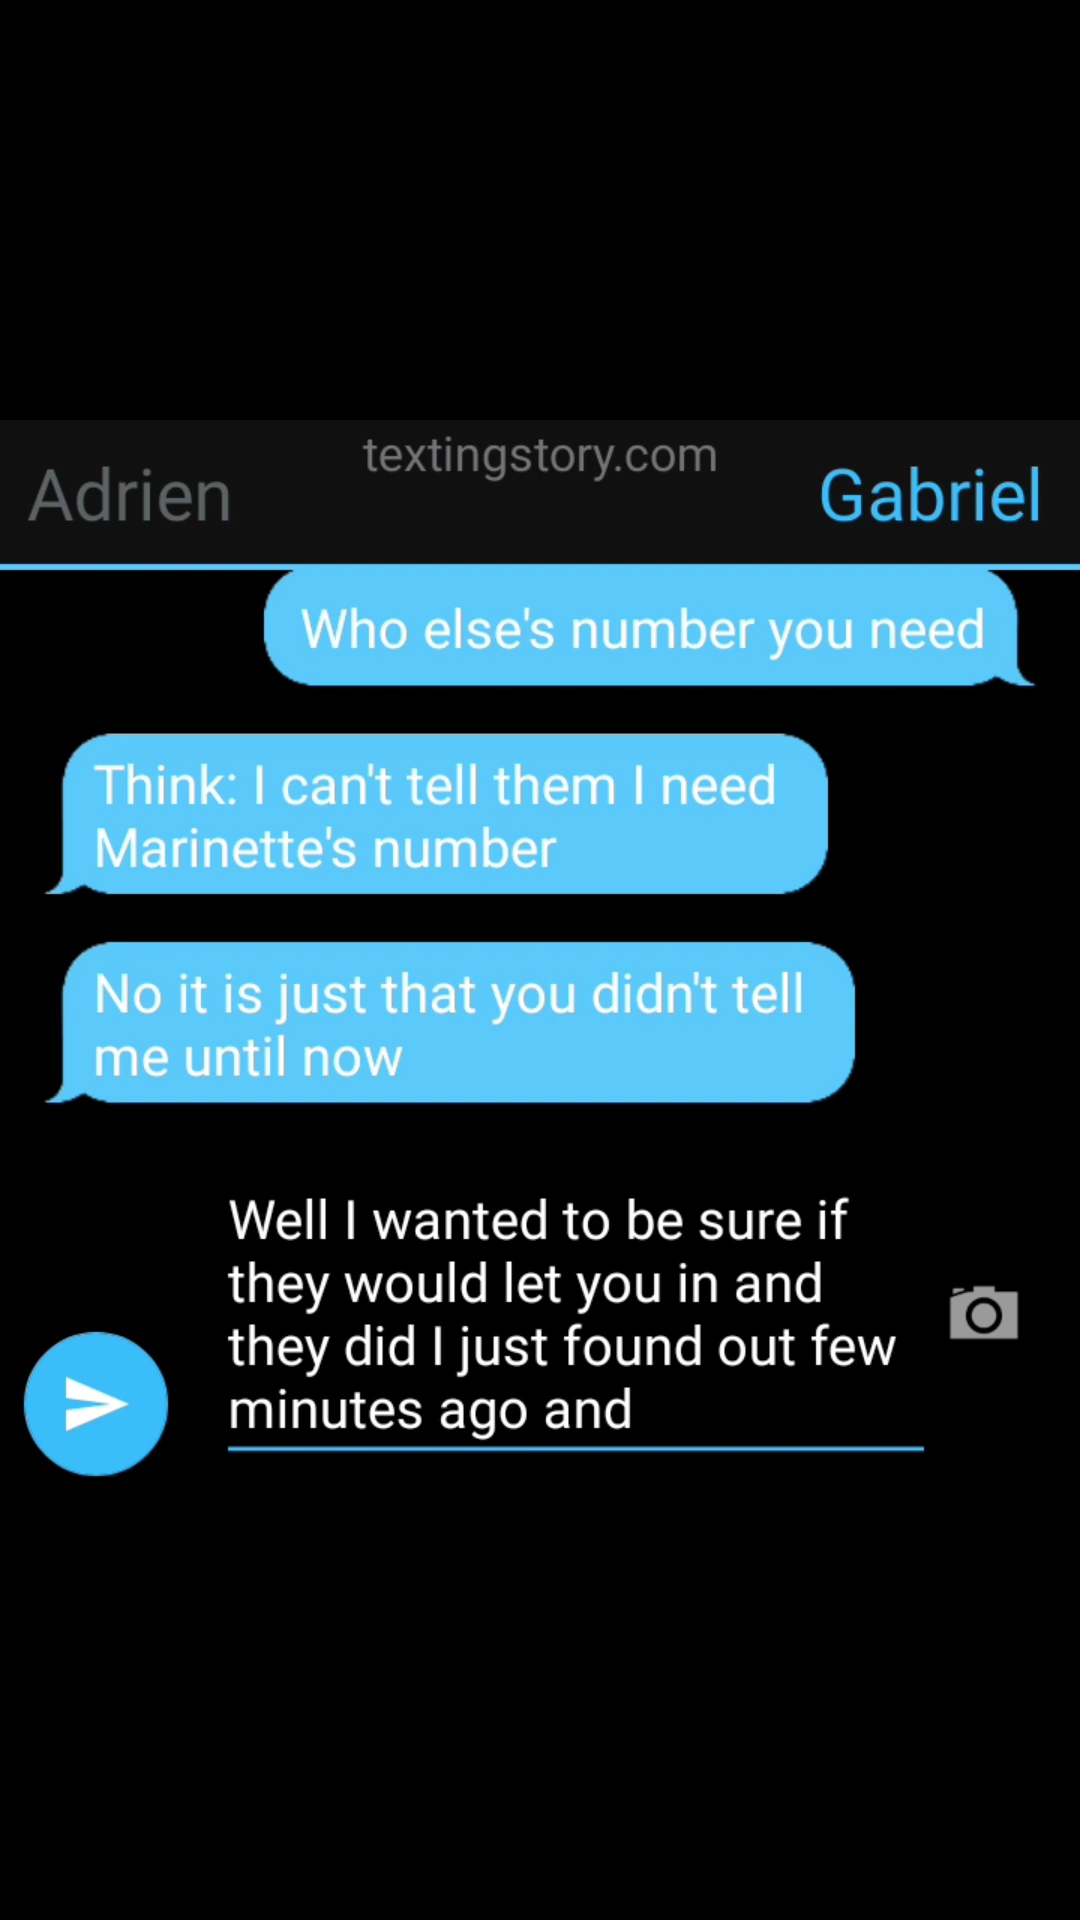 textingstory.com
Adrien
Gabriel
Who else's number you need
Think: I can't tell them I need
Marinette's number
No it is just that you didn't tell
me until now
Well I wanted to be sure if
they would let you in and
they did I just found out few
minutes ago and